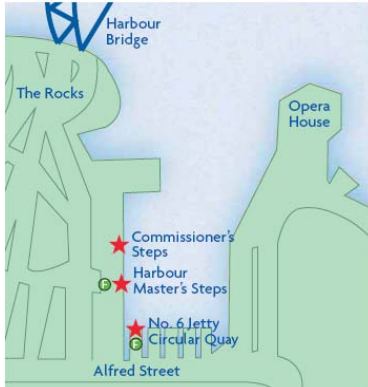 Harbour
Bridge
The Rocks
Opera
House
Commissioner's
Steps
F
Harbour
Master's Steps
No. 6 Jetty
F
Circular Quay
Alfred Street